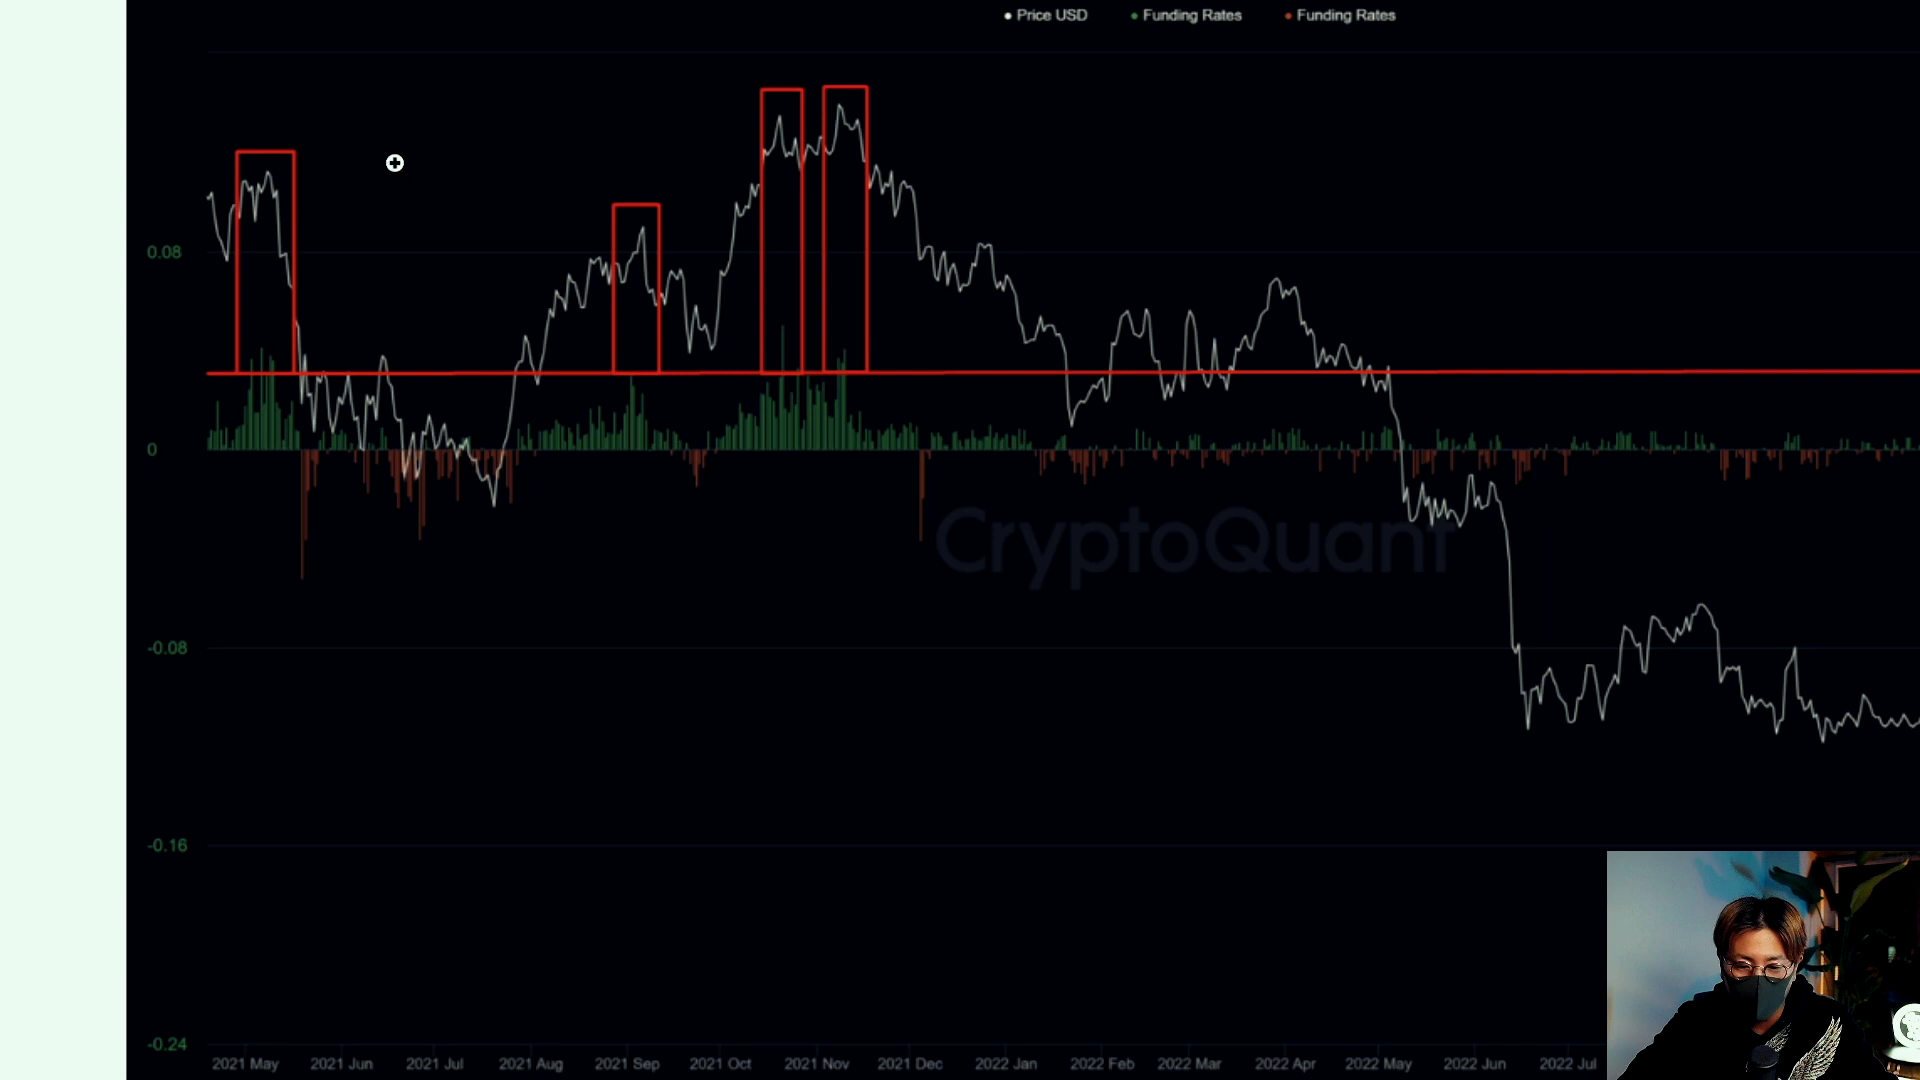 Price USD Funding Rates Funding Rates
0.08
0
-0.08
-0.16
-0.24
CryptoQuant
2021 May 2021 Jun 2021 Jul 2021 Aug 2021 Sep 2021 Oct 2021 Nov 2021 Dec 2022 Jan 2022 Feb 2022 Mar 2022 Apr 2022 May 2022 Jun 2022 Jul